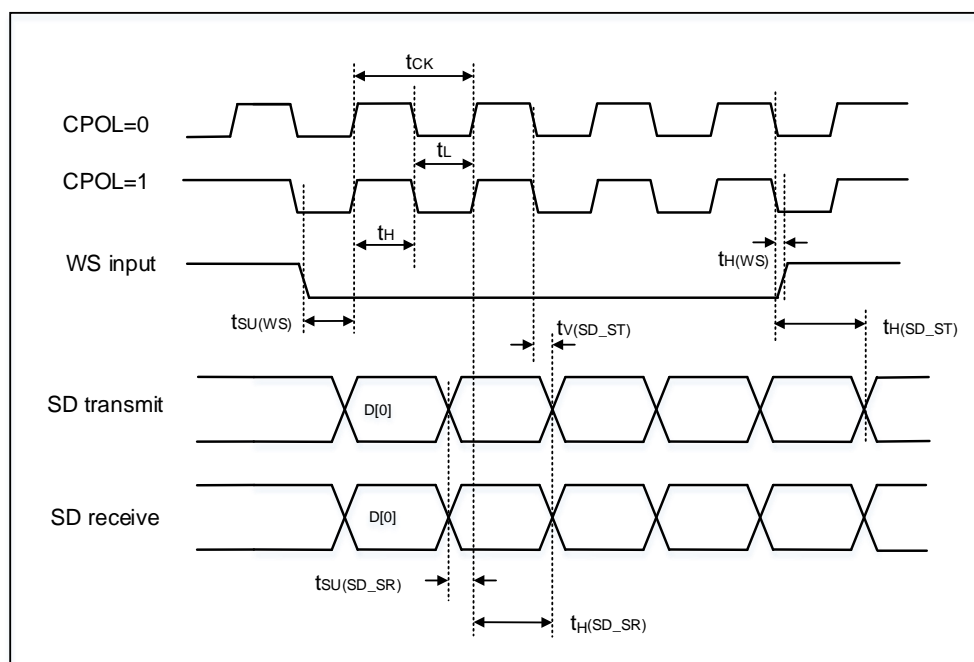 tCK
CPOL=0
tL
CPOL=1
tH
WS input
tH(WS)
tSU(WS)
tV(SD_ST)
tH(SD_ST)
SD transmit
D[0]
SD receive
D[0]
tSU(SD_SR)
tH(SD_SR)